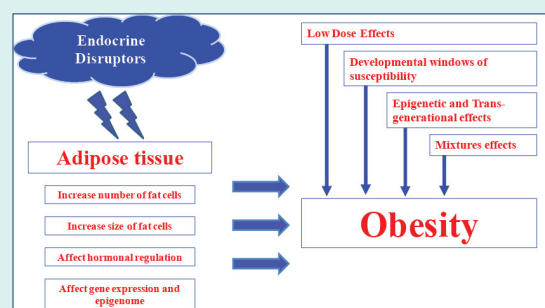 Endocrine
Disruptors
Adipose tissue
Increase number of fat cells
Increase size of fat cells
Affect hormonal regulation
Affect gene expression and
epigenome
Low Dose Effects
Developmental windows of
susceptibility
Epigenetic and Trans-
generational effects
Mixtures effects
Obesity